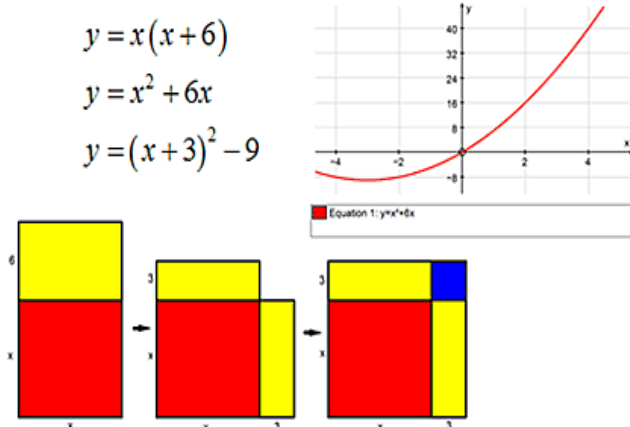 y = x(x+6)
y = x² + 6x
y = (x+3)² − 9
y
40
32
24
16
8
x
−4 −2 0 2 4
−8
Equation 1: y=x²+6x
6
x
x
3
x
x 3
3
x
x 3